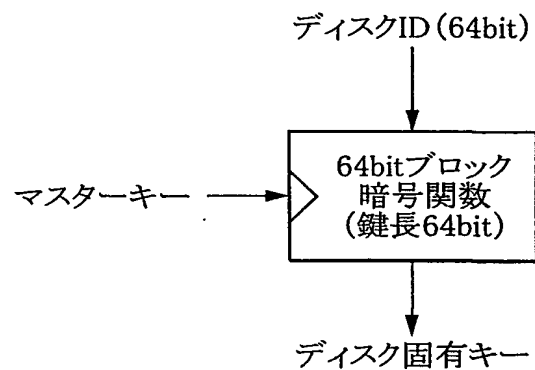 ディスクID(64bit)
64bitブロック
暗号関数
(鍵長64bit)
マスターキー
ディスク固有キー